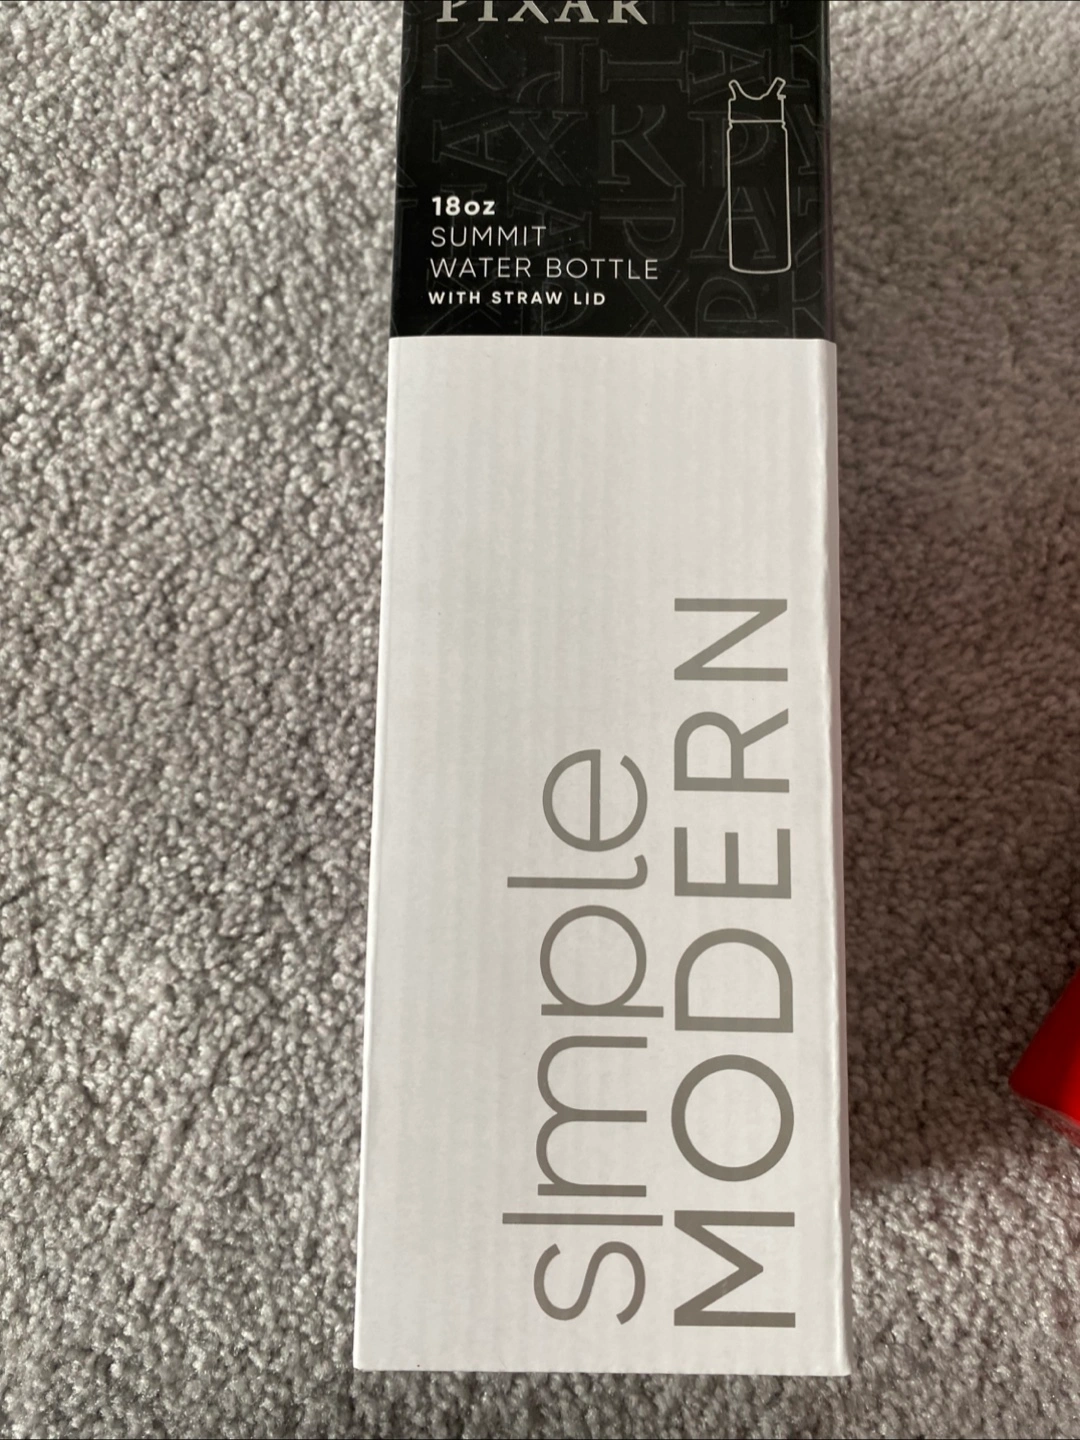 PIXAR
18oz
SUMMIT
WATER BOTTLE
WITH STRAW LID
sImple
MODERN